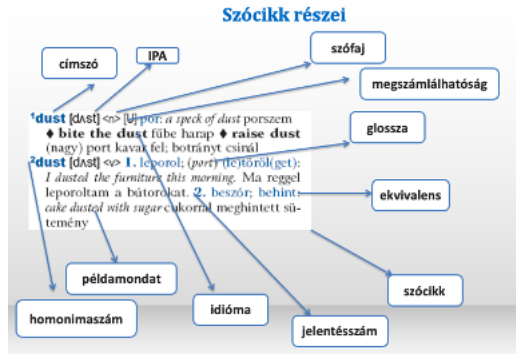 Szócikk részei
címszó
IPA
szófaj
megszámlálhatóság
glossza
¹dust [dʌst] <n> [U] por: a speck of dust porszem
♦ bite the dust fűbe harap ♦ raise dust
(nagy) port kavar fel; botrányt csinál
²dust [dʌst] <v> 1. leporol; (port) (le)töröl(get):
I dusted the furniture this morning. Ma reggel
leporoltam a bútorokat. 2. beszór; behint:
cake dusted with sugar cukorral meghintett sü-
temény
ekvivalens
példamondat
szócikk
idióma
homonimaszám
jelentésszám